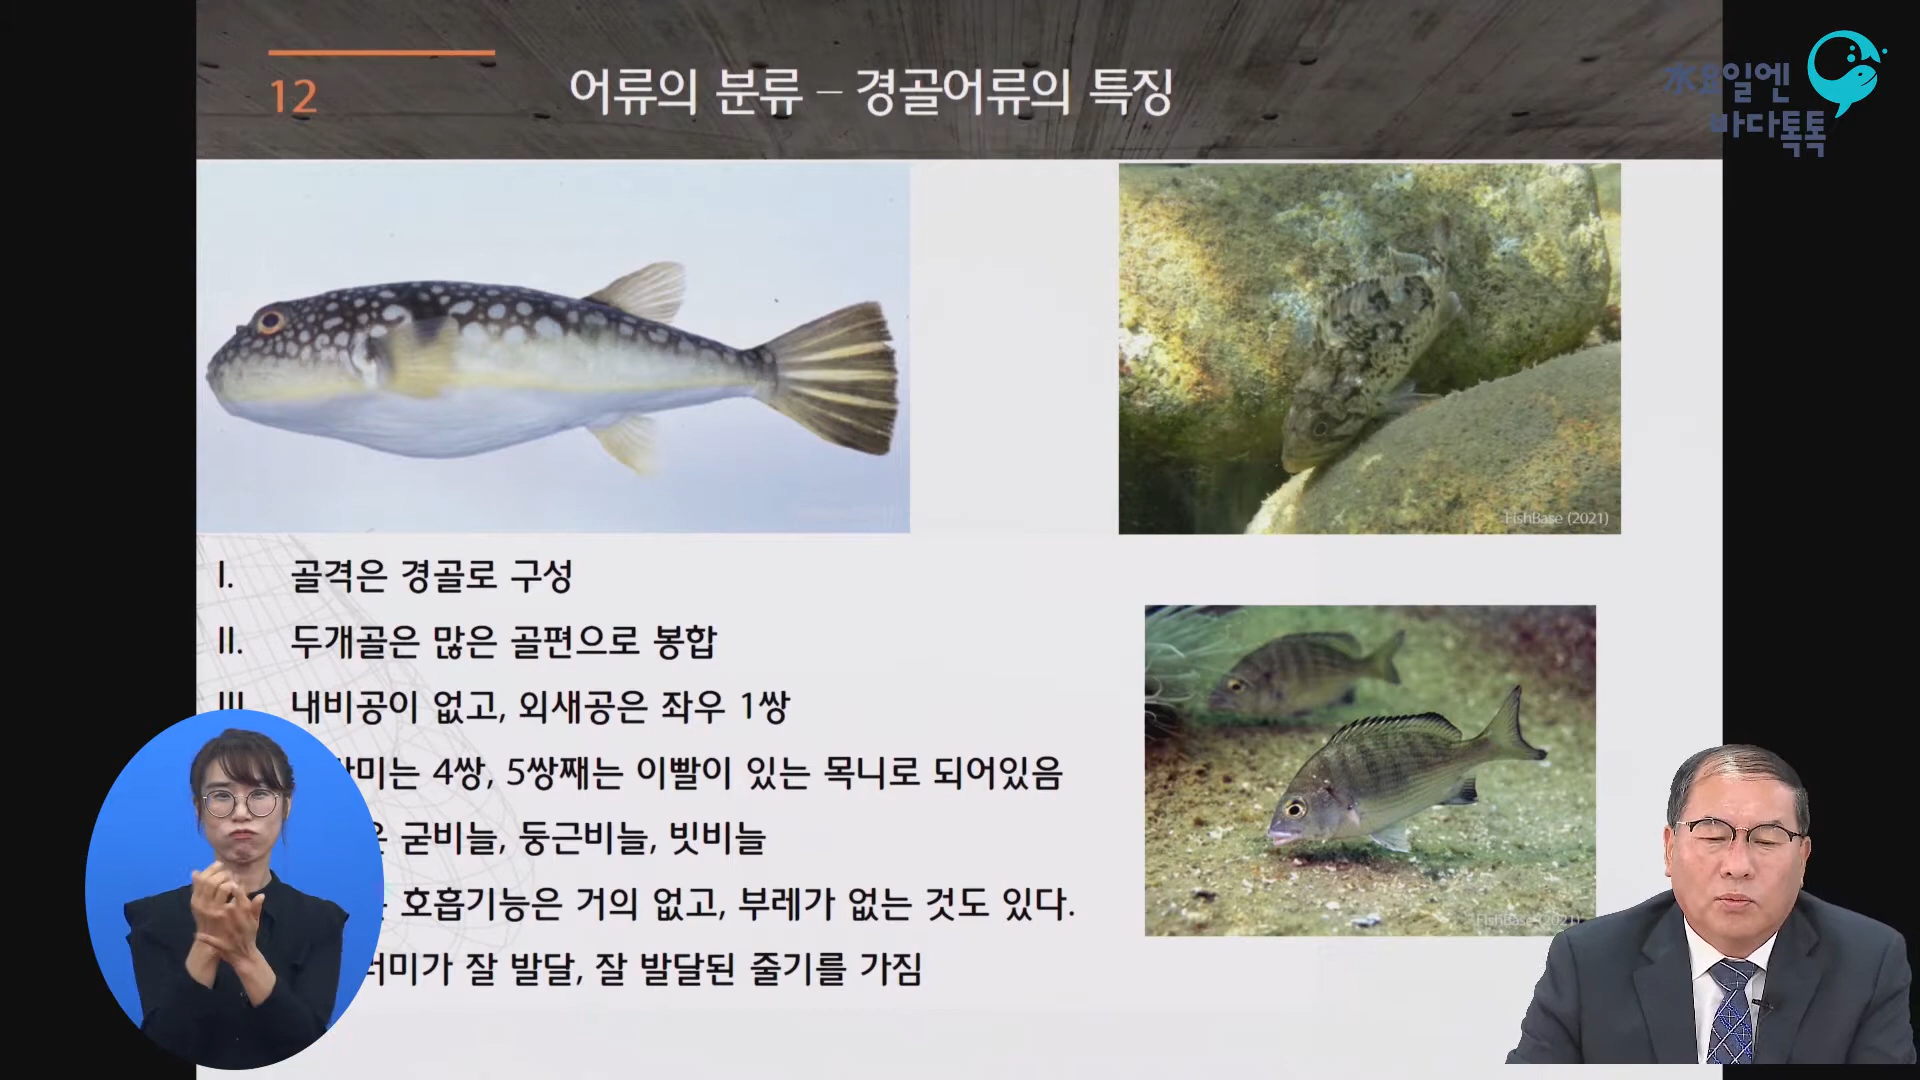 12
어류의 분류 – 경골어류의 특징
水요일엔
바다톡톡
FishBase (2021)
I. 골격은 경골로 구성
II. 두개골은 많은 골편으로 봉합
III. 내비공이 없고, 외새공은 좌우 1쌍
4쌍, 5쌍째는 이빨이 있는 목니로 되어있음
굳비늘, 둥근비늘, 빗비늘
호흡기능은 거의 없고, 부레가 없는 것도 있다.
잘 발달, 잘 발달된 줄기를 가짐
FishBase (2021)